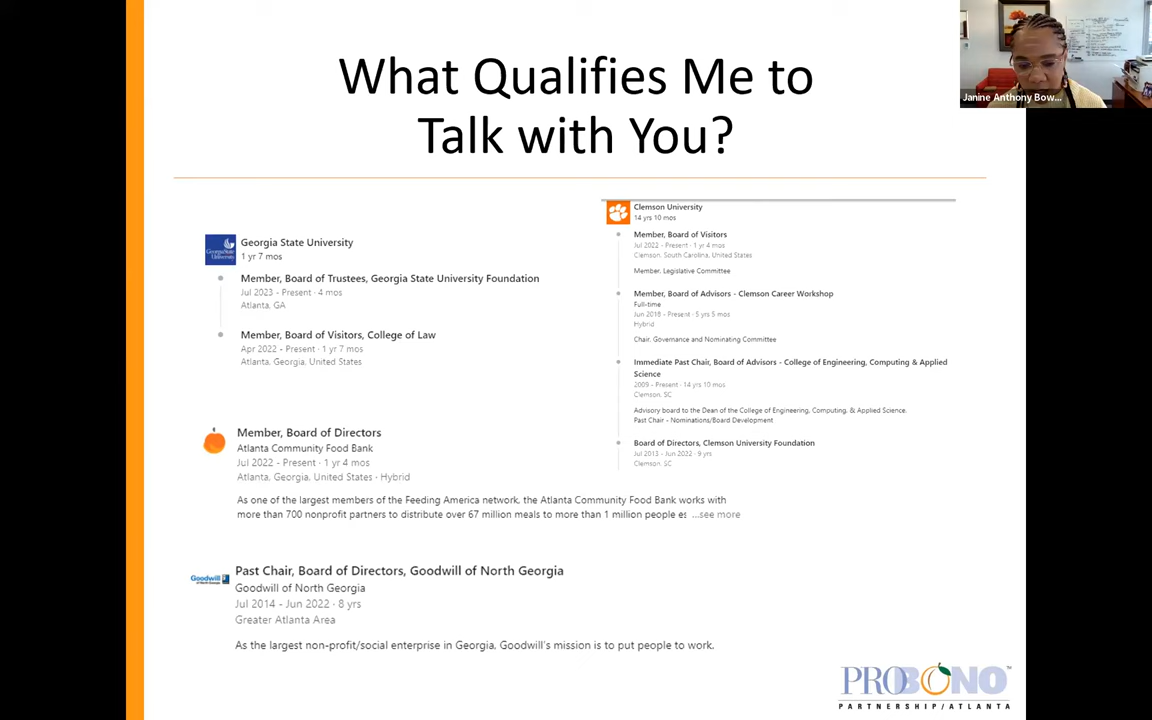 What Qualifies Me to
Talk with You?
Janine Anthony Bow...
Georgia State University
1 yr 7 mos
Member, Board of Trustees, Georgia State University Foundation
Jul 2023 - Present · 4 mos
Atlanta, GA
Member, Board of Visitors, College of Law
Apr 2022 - Present · 1 yr 7 mos
Atlanta, Georgia, United States
Clemson University
14 yrs 10 mos
Member, Board of Visitors
Jul 2022 - Present · 1 yr 4 mos
Clemson, South Carolina, United States
Member, Legislative Committee
Member, Board of Advisors - Clemson Career Workshop
Full-time
Jun 2018 - Present · 5 yrs 5 mos
Hybrid
Chair, Governance and Nominating Committee
Immediate Past Chair, Board of Advisors - College of Engineering, Computing & Applied
Science
2009 - Present · 14 yrs 10 mos
Clemson, SC
Advisory board to the Dean of the College of Engineering, Computing, & Applied Science.
Past Chair - Nominations/Board Development
Board of Directors, Clemson University Foundation
Jul 2013 - Jun 2022 · 9 yrs
Clemson, SC
Member, Board of Directors
Atlanta Community Food Bank
Jul 2022 - Present · 1 yr 4 mos
Atlanta, Georgia, United States · Hybrid
As one of the largest members of the Feeding America network, the Atlanta Community Food Bank works with
more than 700 nonprofit partners to distribute over 67 million meals to more than 1 million people es ...see more
Goodwill
Past Chair, Board of Directors, Goodwill of North Georgia
Goodwill of North Georgia
Jul 2014 - Jun 2022 · 8 yrs
Greater Atlanta Area
As the largest non-profit/social enterprise in Georgia, Goodwill's mission is to put people to work.
PROBONO™
PARTNERSHIP/ATLANTA